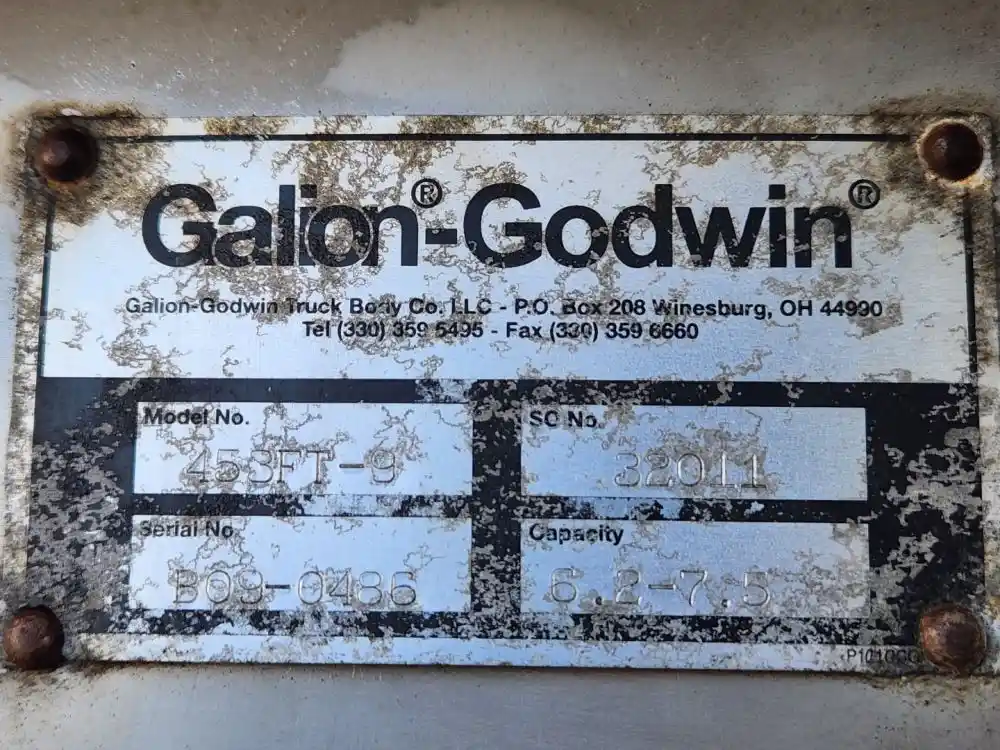 Galion®-Godwin®
Galion-Godwin Truck Body Co. LLC - P.O. Box 208 Winesburg, OH 44990
Tel (330) 359 5495 - Fax (330) 359 6660
Model No.
453FT-9
SO No.
32011
Serial No.
B09-0486
Capacity
6.2-7.5